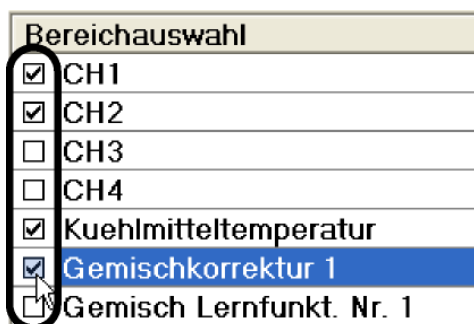 Bereichauswahl
CH1
CH2
CH3
CH4
Kuehlmitteltemperatur
Gemischkorrektur 1
Gemisch Lernfunkt. Nr. 1